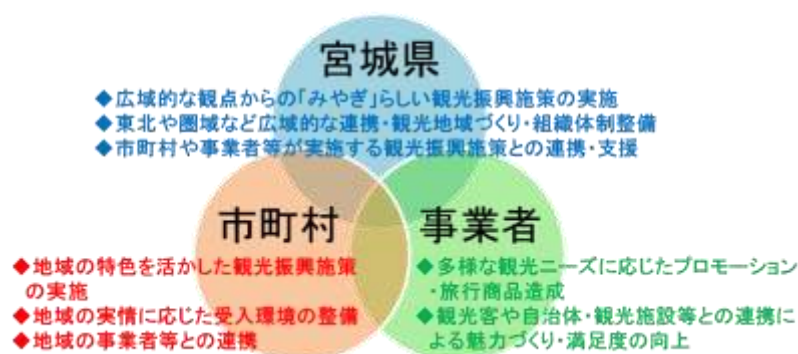 宮城県
◆広域的な観点からの「みやぎ」らしい観光振興施策の実施
◆東北や圏域など広域的な連携・観光地域づくり・組織体制整備
◆市町村や事業者等が実施する観光振興施策との連携・支援
市町村
◆地域の特色を活かした観光振興施策
の実施
◆地域の実情に応じた受入環境の整備
◆地域の事業者等との連携
事業者
◆多様な観光ニーズに応じたプロモーション
・旅行商品造成
◆観光客や自治体・観光施設等との連携に
よる魅力づくり・満足度の向上